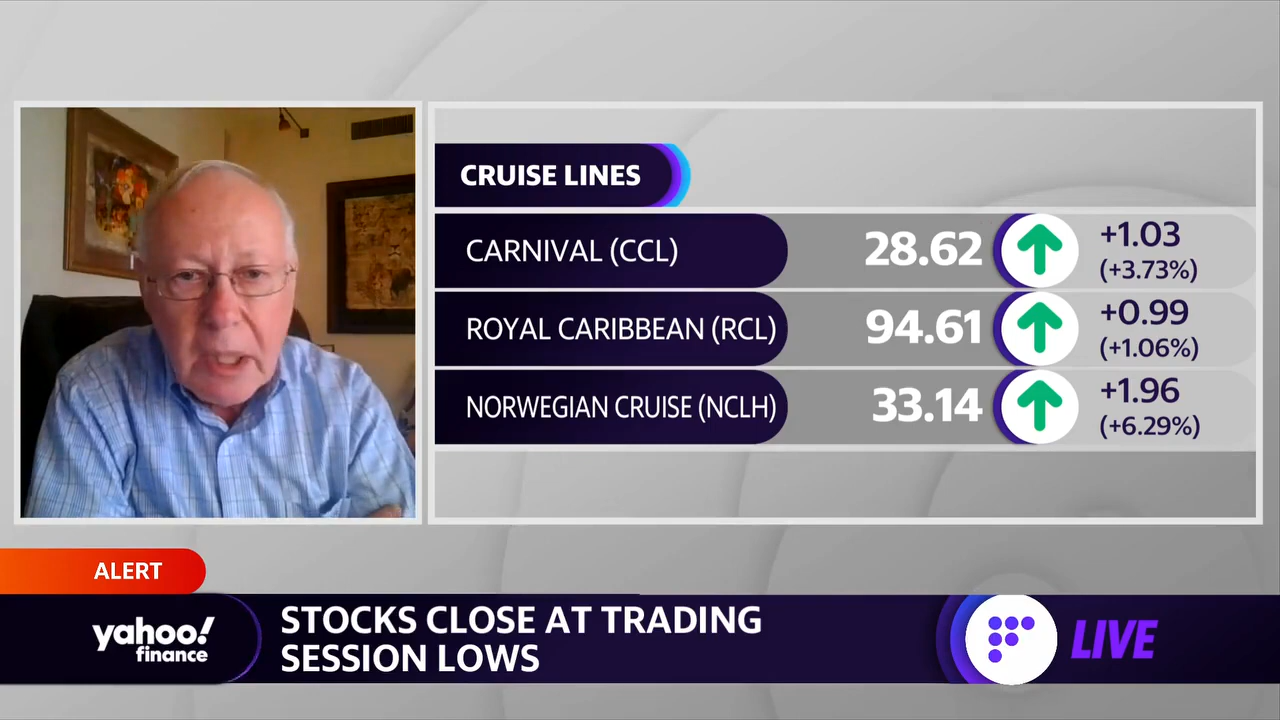 CRUISE LINES
CARNIVAL (CCL) 28.62 +1.03
(+3.73%)
ROYAL CARIBBEAN (RCL) 94.61 +0.99
(+1.06%)
NORWEGIAN CRUISE (NCLH) 33.14 +1.96
(+6.29%)
ALERT
yahoo!
finance
STOCKS CLOSE AT TRADING
SESSION LOWS
LIVE